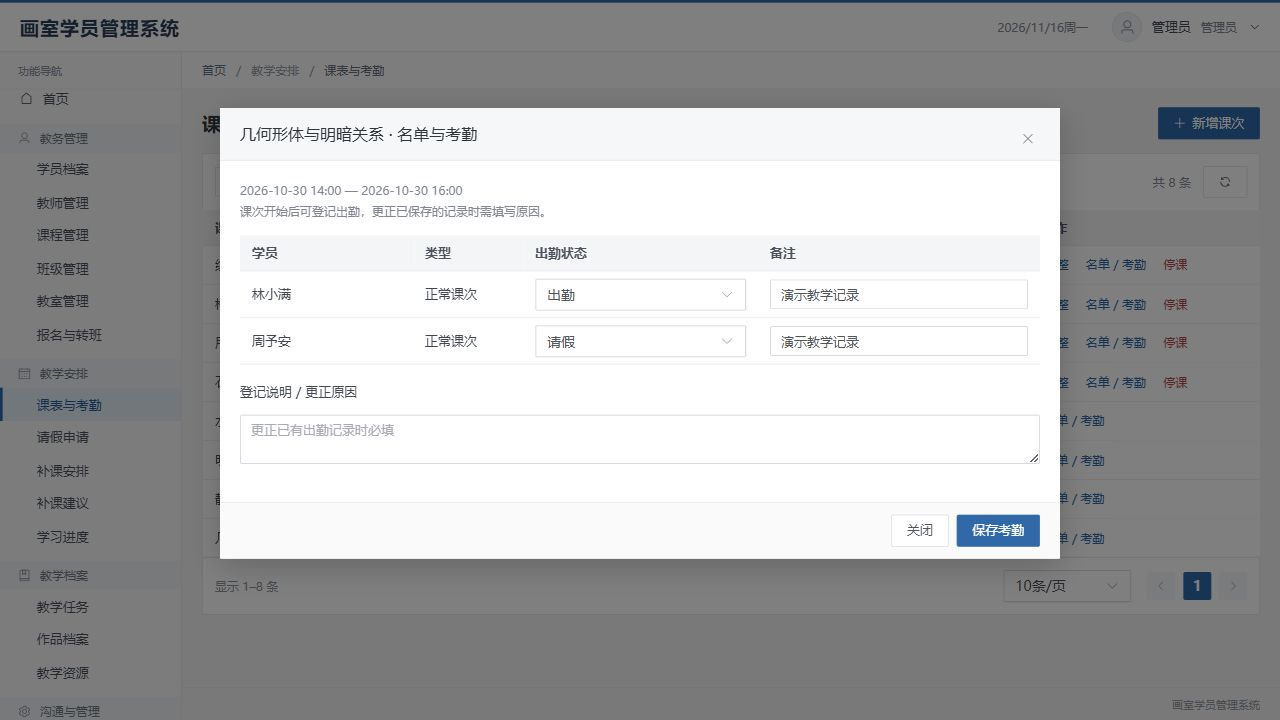 画室学员管理系统
2026/11/16周一
管理员 管理员
功能导航
首页 / 教学安排 / 课表与考勤
首页
教务管理
学员档案
教师管理
课程管理
班级管理
教室管理
报名与转班
教学安排
课表与考勤
请假申请
补课安排
补课建议
学习进度
教学档案
教学任务
作品档案
教学资源
沟通与管理
课
+ 新增课次
共 8 条
几何形体与明暗关系 · 名单与考勤
2026-10-30 14:00 — 2026-10-30 16:00
课次开始后可登记出勤，更正已保存的记录时需填写原因。
学员 类型 出勤状态 备注
林小满 正常课次 出勤 演示教学记录
周予安 正常课次 请假 演示教学记录
登记说明 / 更正原因
更正已有出勤记录时必填
关闭 保存考勤
名单 / 考勤 停课
名单 / 考勤 停课
名单 / 考勤 停课
名单 / 考勤 停课
/ 考勤
/ 考勤
/ 考勤
/ 考勤
显示 1–8 条
10条/页
1
画室学员管理系统